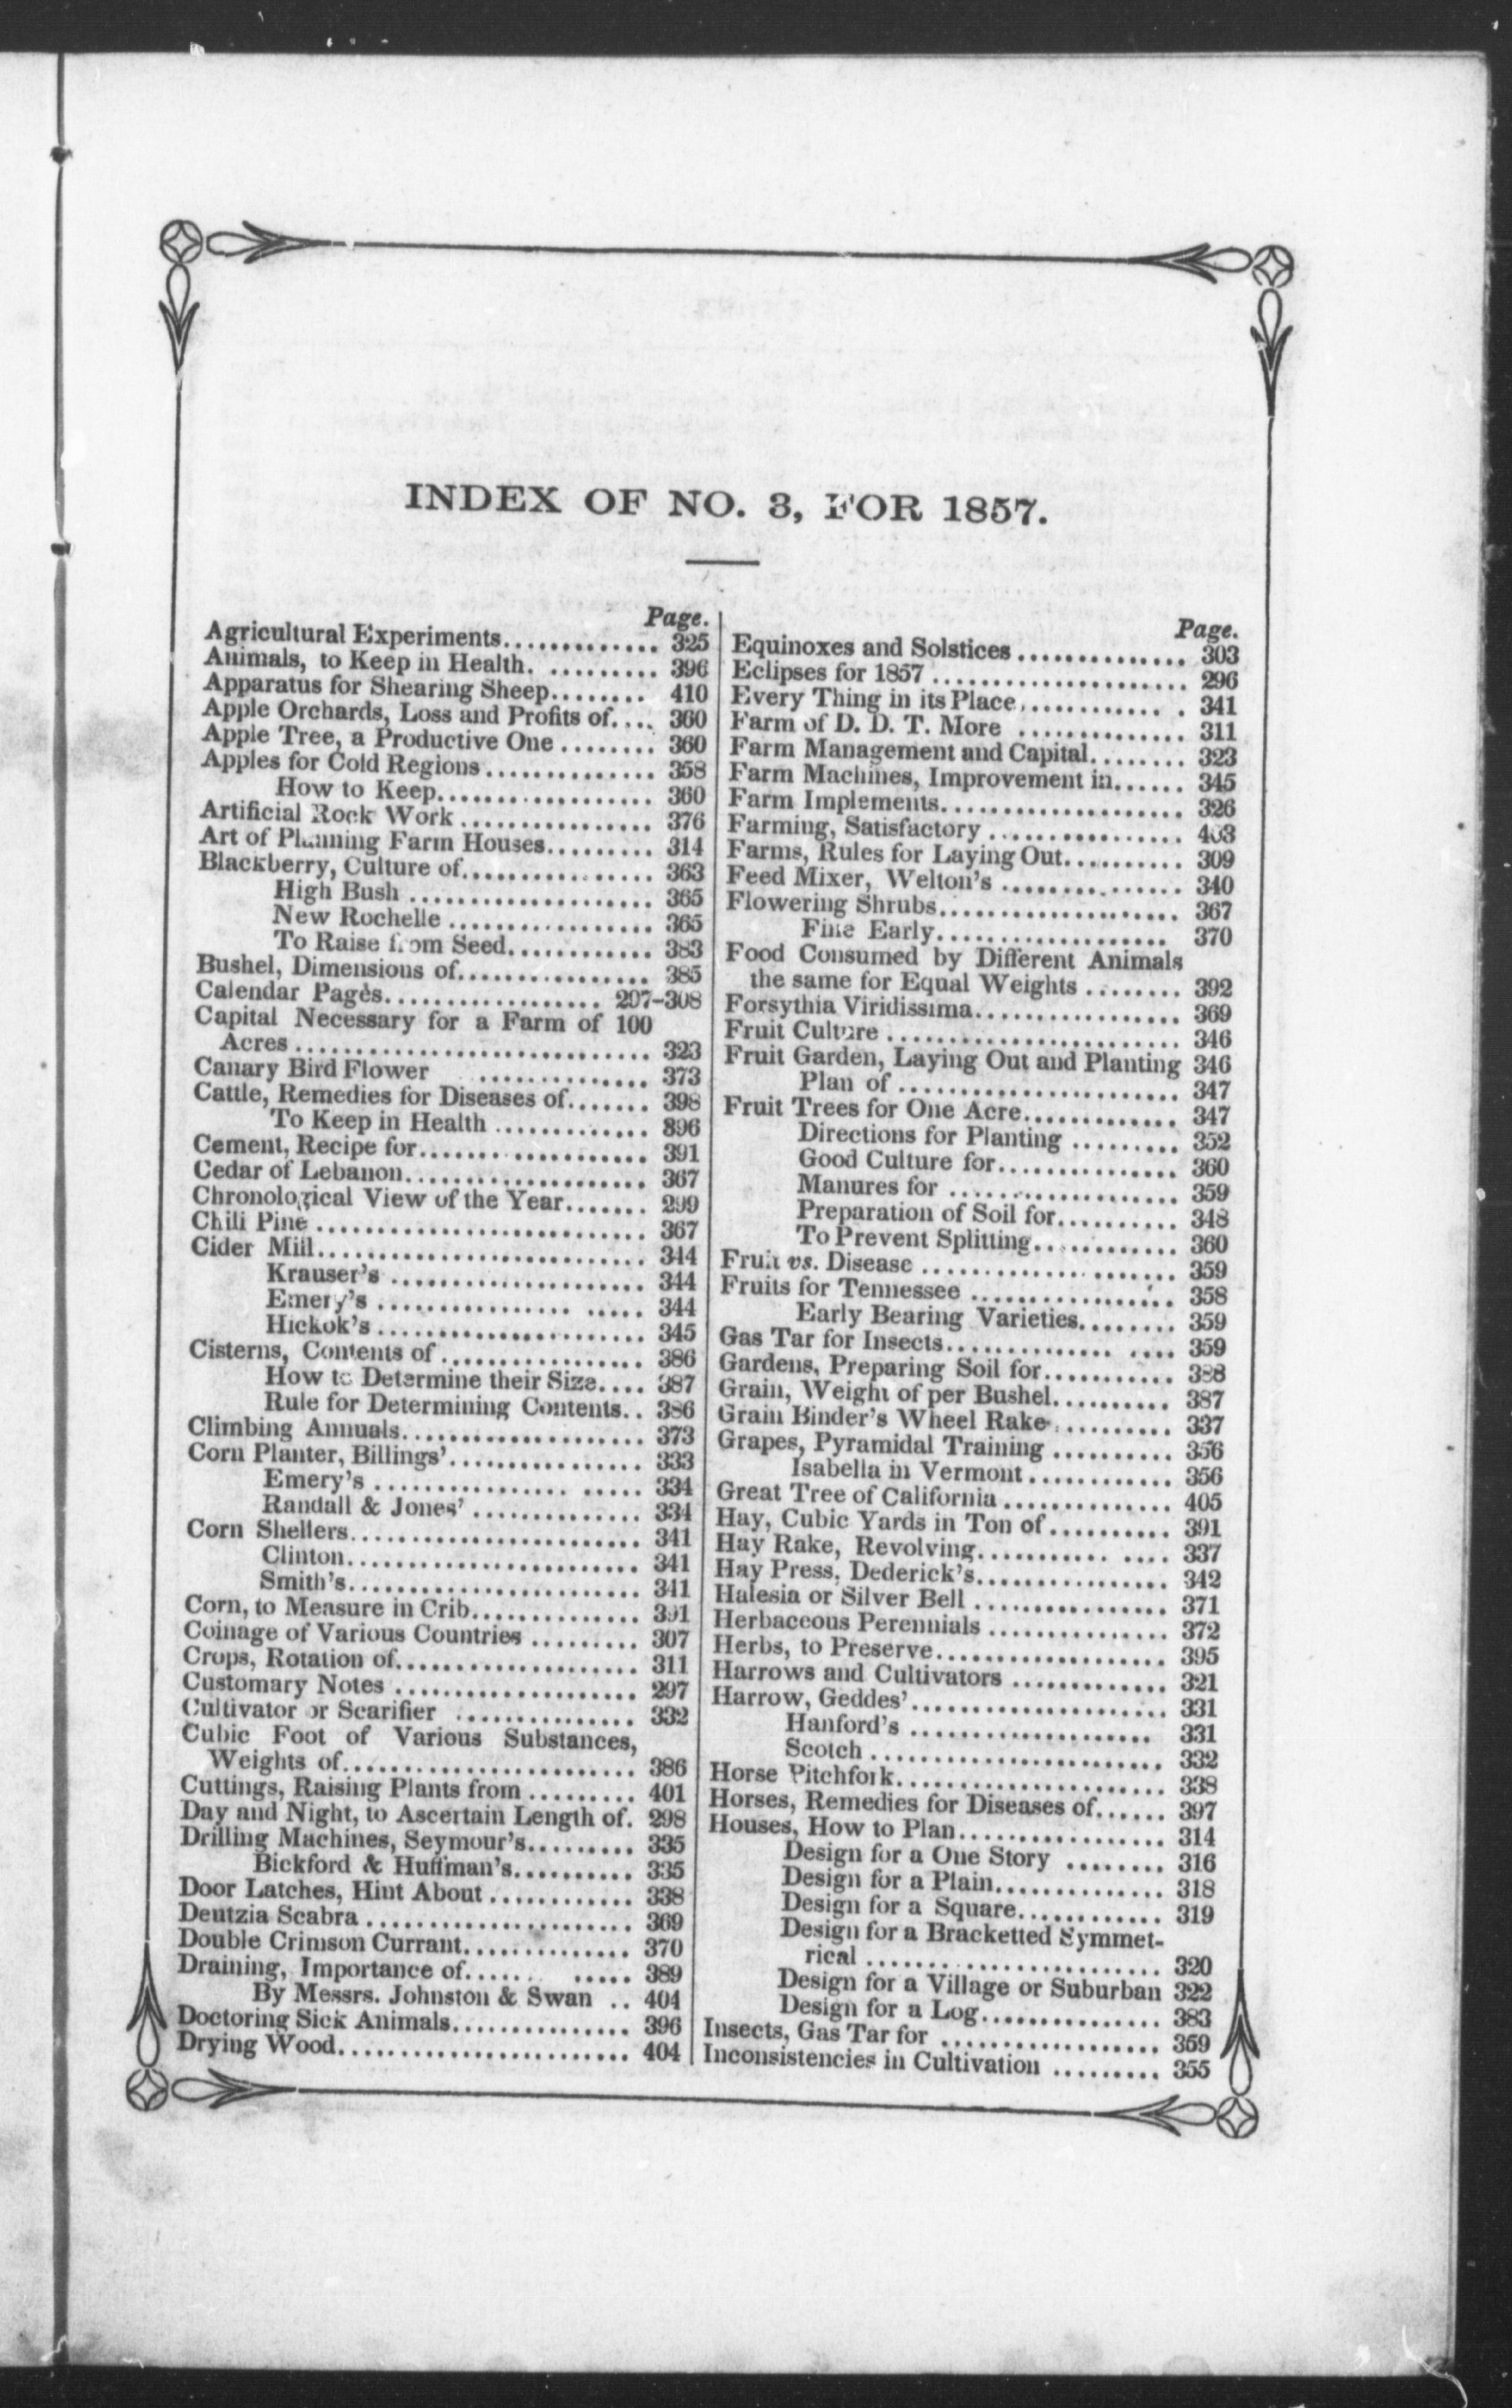 INDEX OF NO. 3, FOR 1857.
Page.
Agricultural Experiments............. 325
Animals, to Keep in Health. ......... 396
Apparatus for Shearing Sheep........ 410
Apple Orchards, Loss and Profits of.... 360
Apple Tree, a Productive One ........ 360
Apples for Cold Regions.............. 358
How to Keep.................. 360
Artificial Rock Work ................ 376
Art of Planning Farm Houses......... 314
Blackberry, Culture of................ 363
High Bush .................... 365
New Rochelle ................. 365
To Raise from Seed............ 383
Bushel, Dimensions of................ 385
Calendar Pages.................. 297-308
Capital Necessary for a Farm of 100
Acres .............................. 323
Canary Bird Flower .............. 373
Cattle, Remedies for Diseases of....... 398
To Keep in Health ............. 396
Cement, Recipe for................... 391
Cedar of Lebanon.................... 367
Chronological View of the Year....... 299
Chili Pine ............................ 367
Cider Mill............................ 344
Krauser's ..................... 344
Emery's ................ ..... 344
Hickok's ...................... 345
Cisterns, Contents of ................. 386
How to Determine their Size.... 387
Rule for Determining Contents.. 386
Climbing Annuals.................... 373
Corn Planter, Billings'................ 333
Emery's ................ ..... 334
Randall & Jones' .............. 334
Corn Shellers........................ 341
Clinton........................ 341
Smith's........................ 341
Corn, to Measure in Crib.............. 391
Coinage of Various Countries ......... 307
Crops, Rotation of.................... 311
Customary Notes .................... 297
Cultivator or Scarifier ............... 332
Cubic Foot of Various Substances,
Weights of........................ 386
Cuttings, Raising Plants from ......... 401
Day and Night, to Ascertain Length of. 298
Drilling Machines, Seymour's......... 335
Bickford & Huffman's.......... 335
Door Latches, Hint About ............ 338
Deutzia Scabra ...................... 369
Double Crimson Currant.............. 370
Draining, Importance of...... ..... 389
By Messrs. Johnston & Swan .. 404
Doctoring Sick Animals............... 396
Drying Wood........................ 404
Page.
Equinoxes and Solstices .............. 303
Eclipses for 1857 ..................... 296
Every Thing in its Place............ . 341
Farm of D. D. T. More .............. 311
Farm Management and Capital........ 323
Farm Machines, Improvement in...... 345
Farm Implements.................... 326
Farming, Satisfactory ................ 403
Farms, Rules for Laying Out.......... 309
Feed Mixer, Welton's ............... 340
Flowering Shrubs.................... 367
Fine Early................... 370
Food Consumed by Different Animals
the same for Equal Weights ........ 392
Forsythia Viridissima................. 369
Fruit Culture ........................ 346
Fruit Garden, Laying Out and Planting 346
Plan of ....................... 347
Fruit Trees for One Acre............. 347
Directions for Planting ......... 352
Good Culture for............... 360
Manures for ................... 359
Preparation of Soil for.......... 348
To Prevent Splitting............ 360
Fruit vs. Disease ..................... 359
Fruits for Tennessee ................. 358
Early Bearing Varieties........ 359
Gas Tar for Insects.............. .... 359
Gardens, Preparing Soil for........... 388
Grain, Weight of per Bushel.......... 387
Grain Binder's Wheel Rake.......... 337
Grapes, Pyramidal Training .......... 356
Isabella in Vermont ............ 356
Great Tree of California .............. 405
Hay, Cubic Yards in Ton of .......... 391
Hay Rake, Revolving........... .... 337
Hay Press, Dederick's................ 342
Halesia or Silver Bell ................ 371
Herbaceous Perennials ............... 372
Herbs, to Preserve................... 395
Harrows and Cultivators ............. 321
Harrow, Geddes'..................... 331
Hanford's .................... 331
Scotch ........................ 332
Horse Pitchfork...................... 338
Horses, Remedies for Diseases of...... 397
Houses, How to Plan................. 314
Design for a One Story ........ 316
Design for a Plain.............. 318
Design for a Square............ 319
Design for a Bracketted Symmet-
rical ......................... 320
Design for a Village or Suburban 322
Design for a Log............... 383
Insects, Gas Tar for .................. 359
Inconsistencies in Cultivation ......... 355